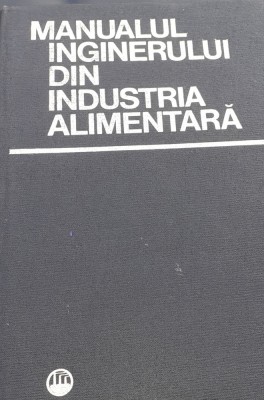 MANUALUL
INGINERULUI
DIN
INDUSTRIA
ALIMENTARĂ